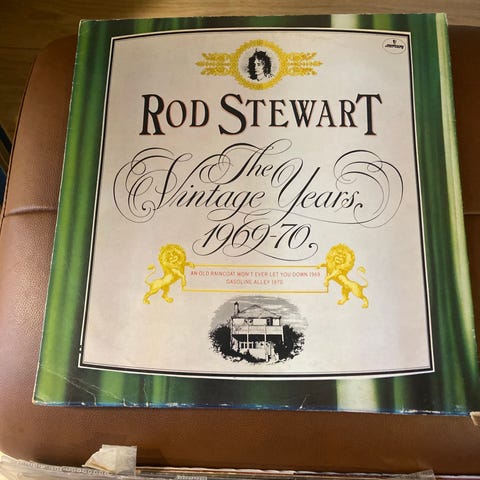 mercury
ROD STEWART
The
Vintage Years
1969-70
AN OLD RAINCOAT WON'T EVER LET YOU DOWN 1969
GASOLINE ALLEY 1970